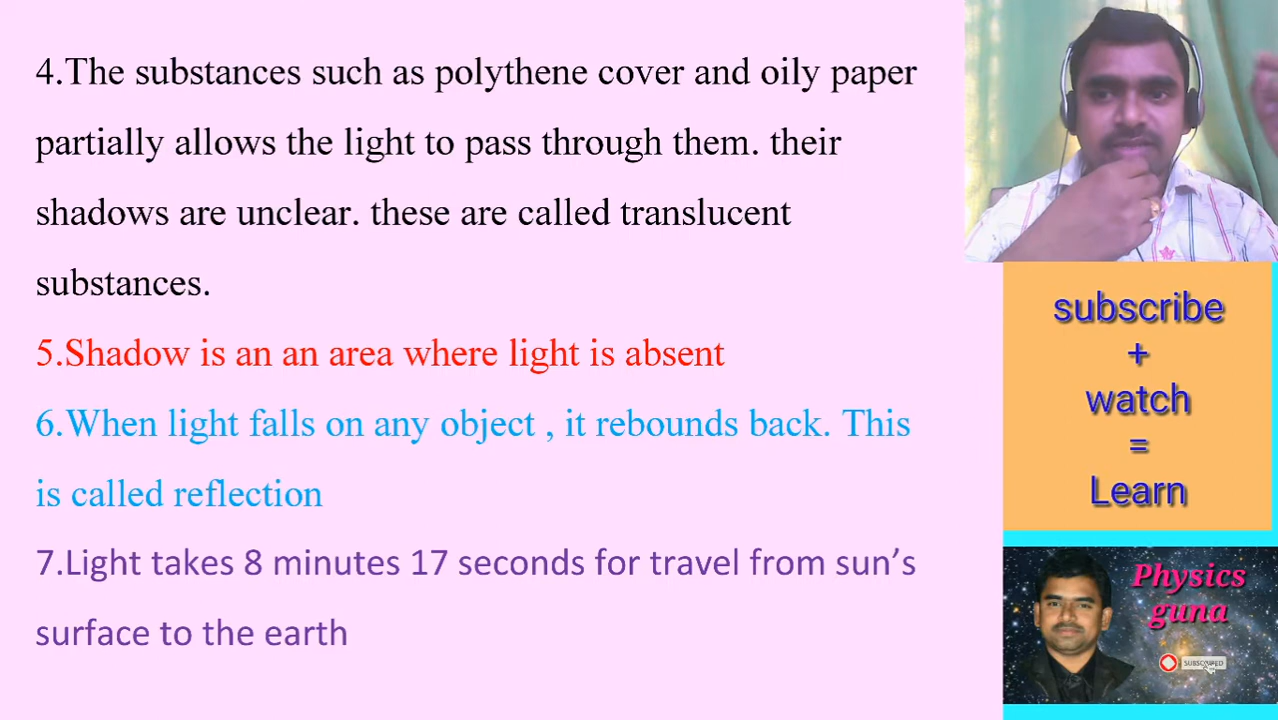 4.The substances such as polythene cover and oily paper
partially allows the light to pass through them. their
shadows are unclear. these are called translucent
substances.
5.Shadow is an an area where light is absent
6.When light falls on any object , it rebounds back. This
is called reflection
7.Light takes 8 minutes 17 seconds for travel from sun’s
surface to the earth
subscribe
+
watch
=
Learn
Physics
guna
SUBSCRIBED